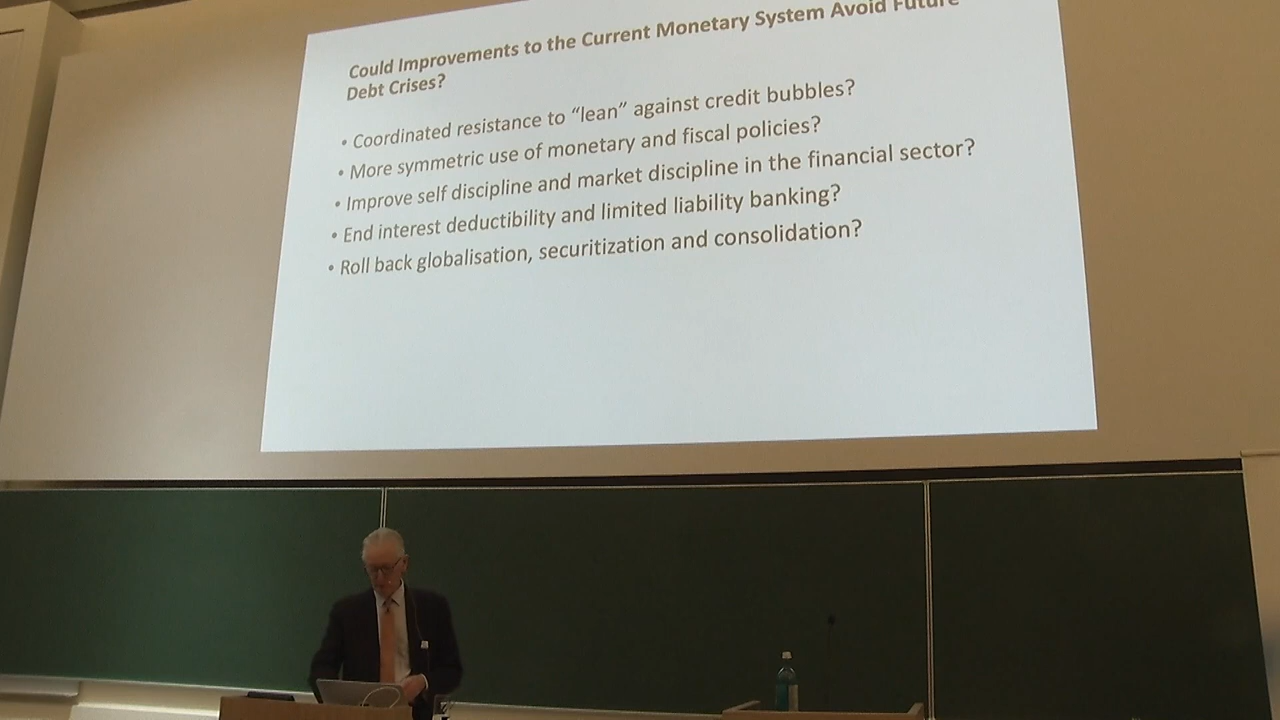 Could Improvements to the Current Monetary System Avoid Future
Debt Crises?
• Coordinated resistance to “lean” against credit bubbles?
• More symmetric use of monetary and fiscal policies?
• Improve self discipline and market discipline in the financial sector?
• End interest deductibility and limited liability banking?
• Roll back globalisation, securitization and consolidation?